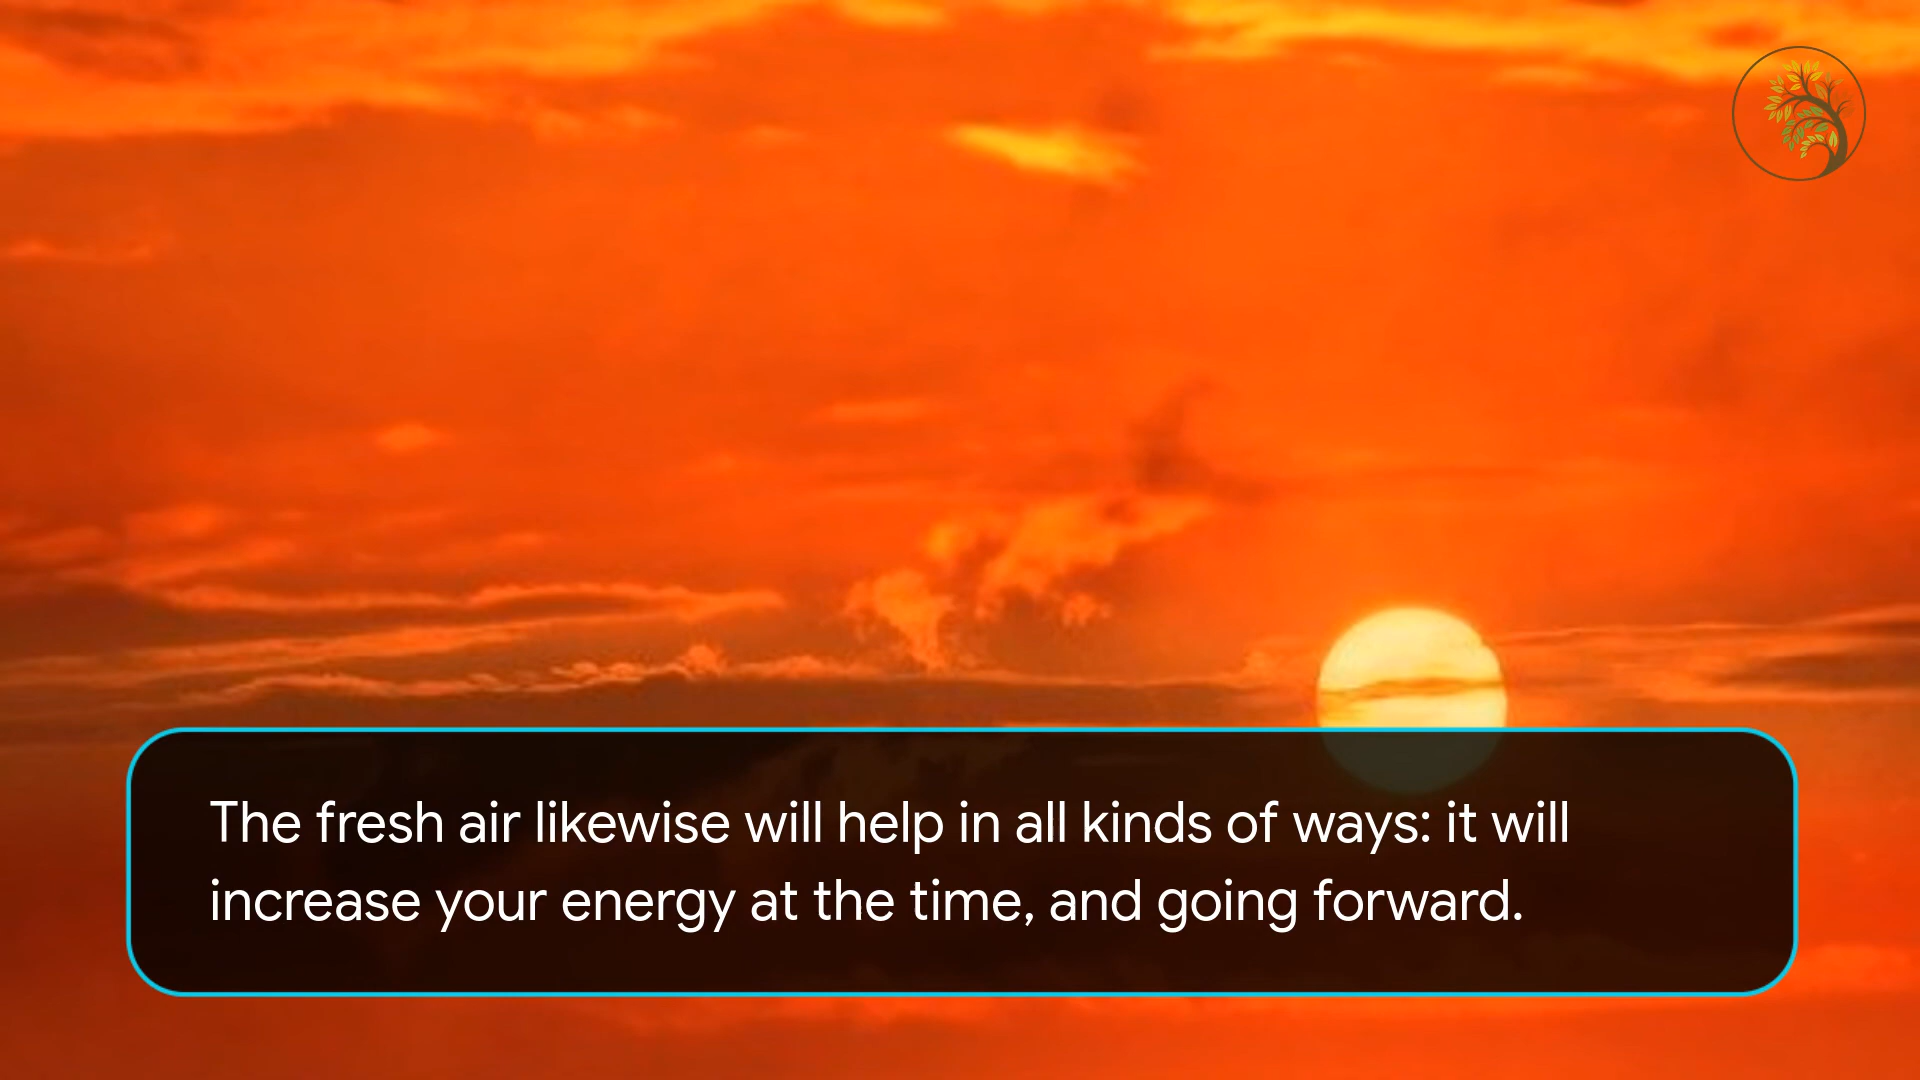 The fresh air likewise will help in all kinds of ways: it will
increase your energy at the time, and going forward.